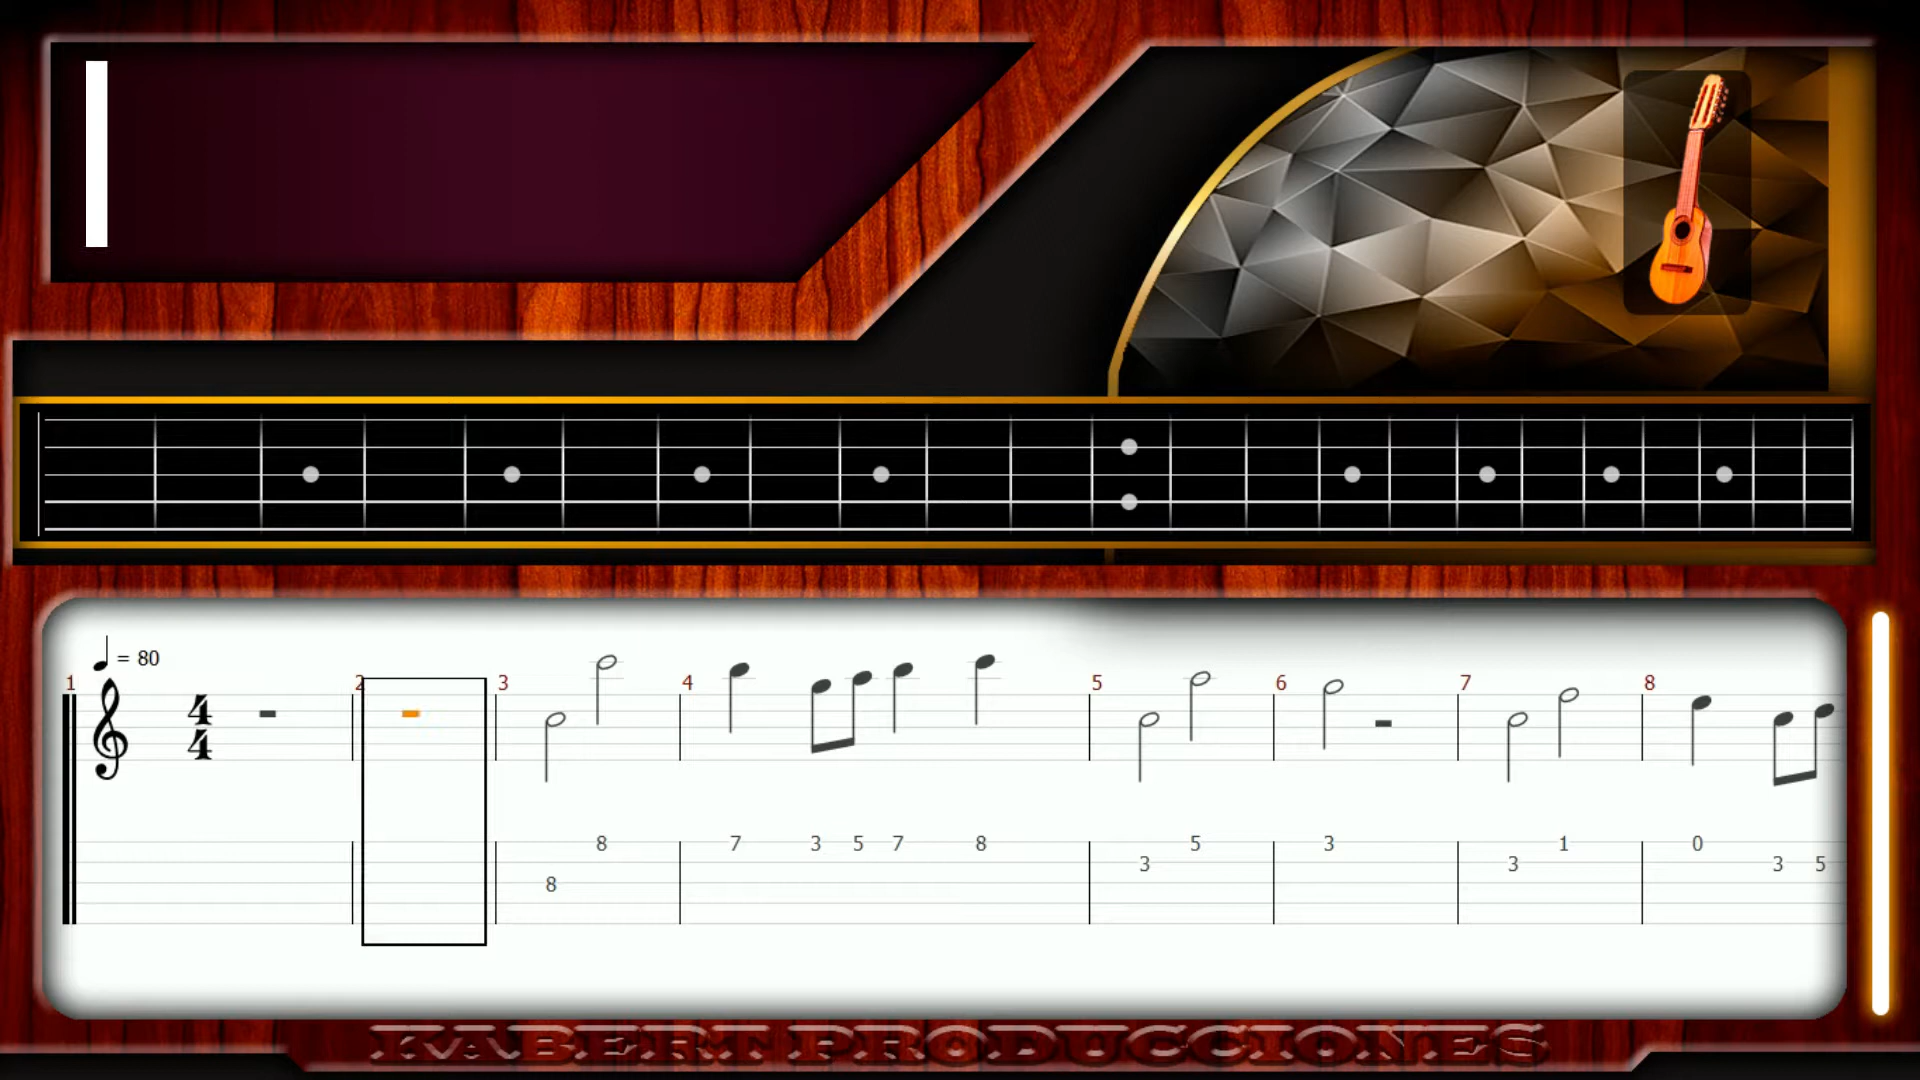 = 80
1 2 3 4 5 6 7 8
4
4
8 7 3 5 7 8 5 3 1 0
3 3 3 5
8
KABERT PRODUCCIONES